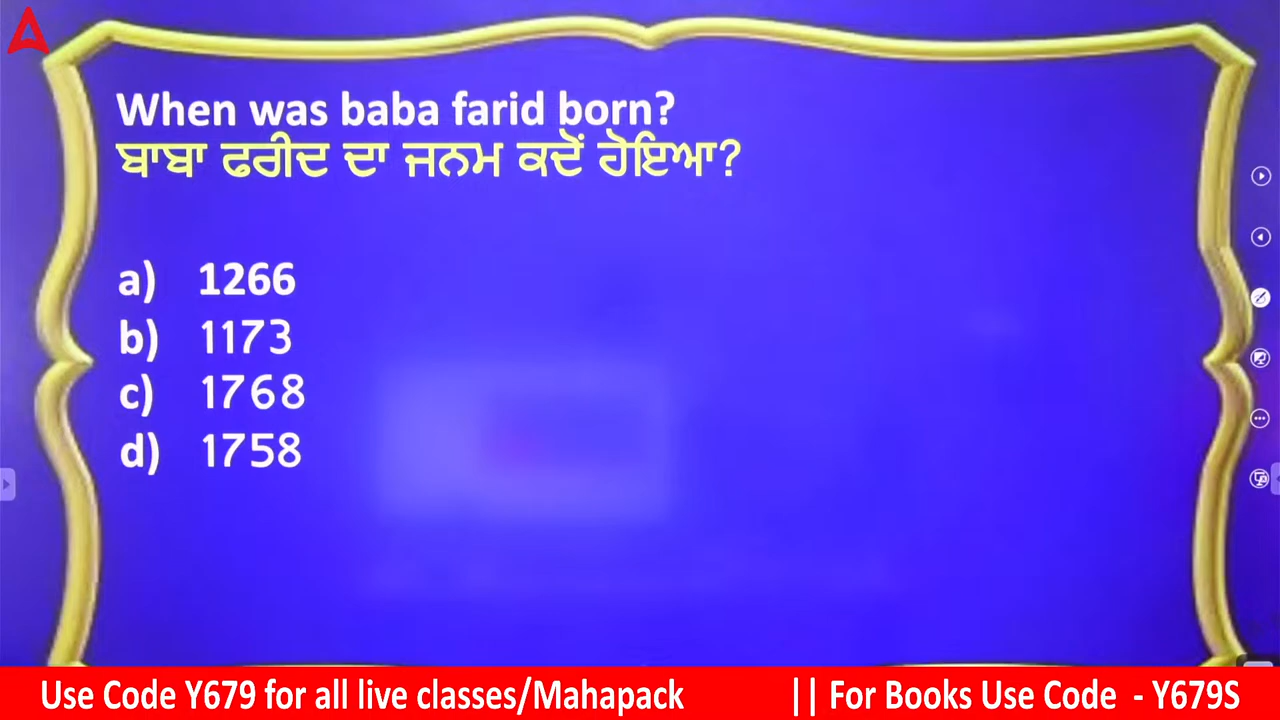 When was baba farid born?
ਬਾਬਾ ਫਰੀਦ ਦਾ ਜਨਮ ਕਦੋਂ ਹੋਇਆ?
a) 1266
b) 1173
c) 1768
d) 1758
Use Code Y679 for all live classes/Mahapack || For Books Use Code - Y679S